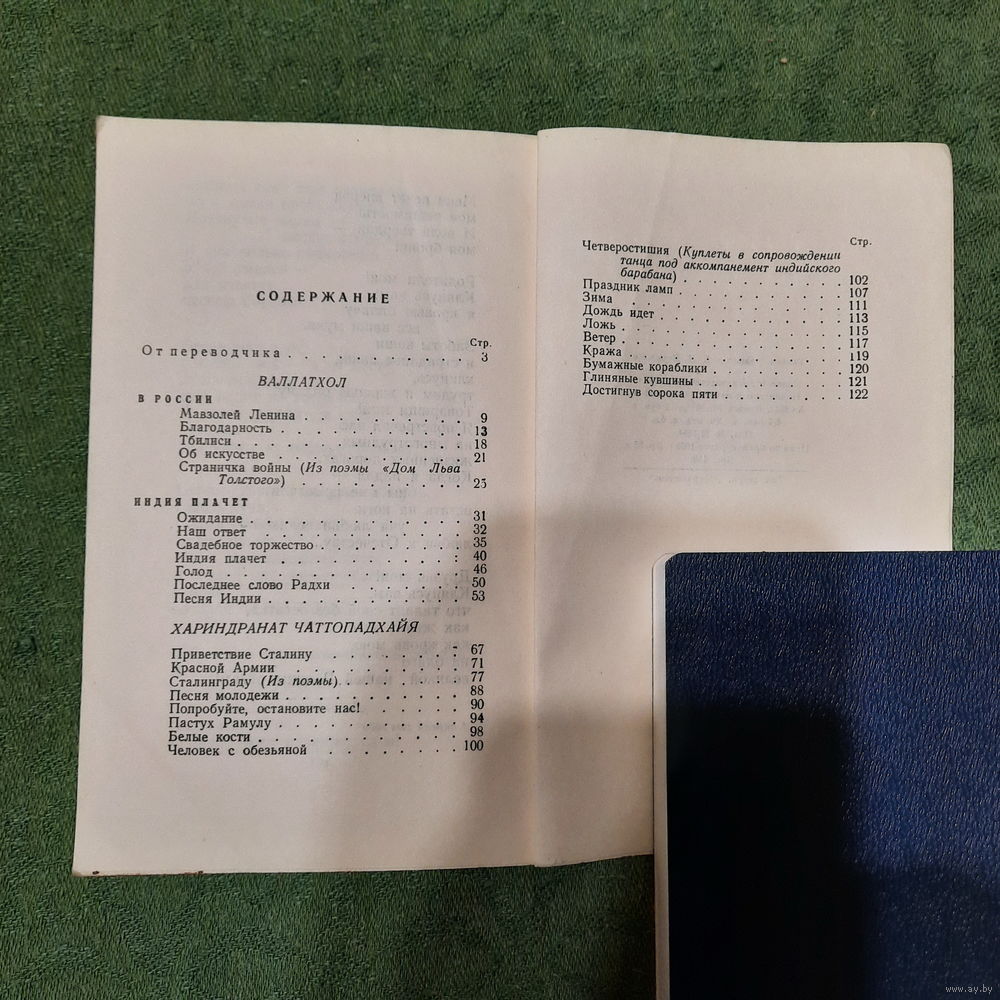 СОДЕРЖАНИЕ
Стр.
От переводчика . . . . . . . . . . . . . 3
ВАЛЛАТХОЛ
В РОССИИ
Мавзолей Ленина . . . . . . . . . . 9
Благодарность . . . . . . . . . . . 13
Тбилиси . . . . . . . . . . . . . 18
Об искусстве . . . . . . . . . . . 21
Страничка войны (Из поэмы «Дом Льва
Толстого») . . . . . . . . . . . 25
ИНДИЯ ПЛАЧЕТ
Ожидание . . . . . . . . . . . . 31
Наш ответ . . . . . . . . . . . . 32
Свадебное торжество . . . . . . . . . 35
Индия плачет . . . . . . . . . . . 40
Голод . . . . . . . . . . . . . . 46
Последнее слово Радхи . . . . . . . . 50
Песня Индии . . . . . . . . . . . 53
ХАРИНДРАНАТ ЧАТТОПАДХАЙЯ
Приветствие Сталину . . . . . . . . 67
Красной Армии . . . . . . . . . . 71
Сталинграду (Из поэмы) . . . . . . . 77
Песня молодежи . . . . . . . . . . 88
Попробуйте, остановите нас! . . . . . . 90
Пастух Рамулу . . . . . . . . . . 94
Белые кости . . . . . . . . . . . 98
Человек с обезьяной . . . . . . . . 100
Стр.
Четверостишия (Куплеты в сопровождении
танца под аккомпанемент индийского
барабана) . . . . . . . . . . . 102
Праздник ламп . . . . . . . . . . 107
Зима . . . . . . . . . . . . . 111
Дождь идет . . . . . . . . . . . 113
Ложь . . . . . . . . . . . . . 115
Ветер . . . . . . . . . . . . . 117
Кража . . . . . . . . . . . . . 119
Бумажные кораблики . . . . . . . . 120
Глиняные кувшины . . . . . . . . . 121
Достигнув сорока пяти . . . . . . . . 122
www.ay.by